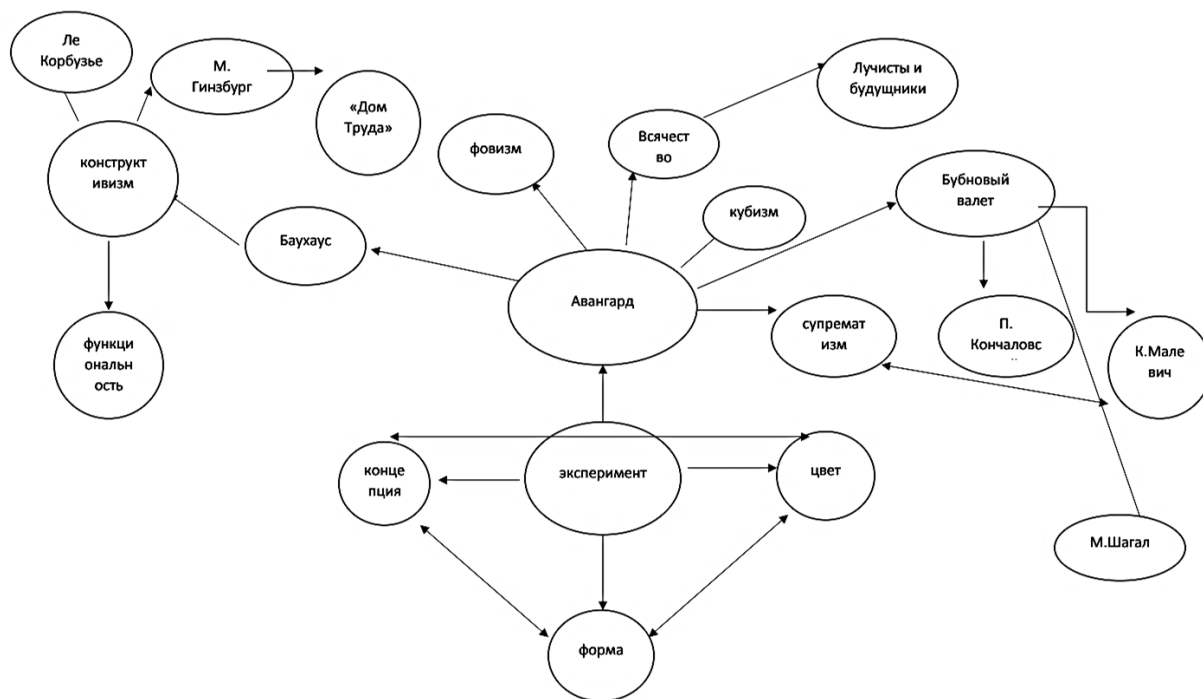 Ле
Корбузье
М.
Гинзбург
«Дом
Труда»
Лучисты и
будущники
фовизм
Всячест
во
конструкт
ивизм
Бубновый
валет
кубизм
Баухаус
Авангард
супремат
изм
П.
Кончаловс
функци
ональн
ость
К.Мале
вич
конце
пция
эксперимент
цвет
М.Шагал
форма